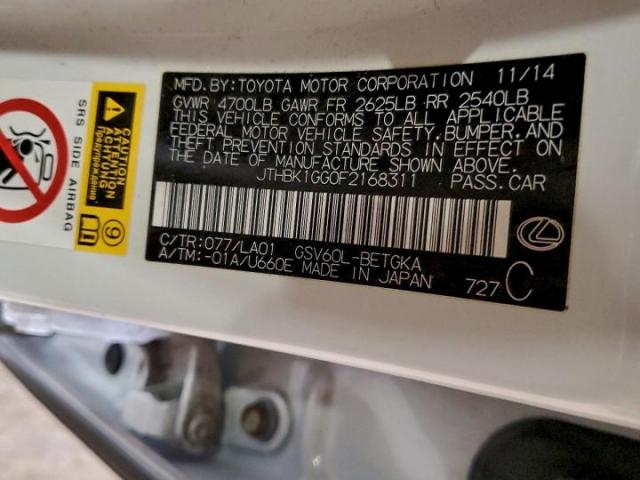 MFD.BY:TOYOTA MOTOR CORPORATION 11/14
GVWR 4700LB GAWR FR 2625LB RR 2540LB
THIS VEHICLE CONFORMS TO ALL APPLICABLE
FEDERAL MOTOR VEHICLE SAFETY,BUMPER,AND
THEFT PREVENTION STANDARDS IN EFFECT ON
THE DATE OF MANUFACTURE SHOWN ABOVE.
JTHBK1GG0F2168311 PASS.CAR
C/TR:077/LA01 GSV60L-BETGKA
A/TM:-01A/U660E MADE IN JAPAN 727 C
SRS SIDE AIRBAG
CAUTION
ATTENTION
Предупреждение
9